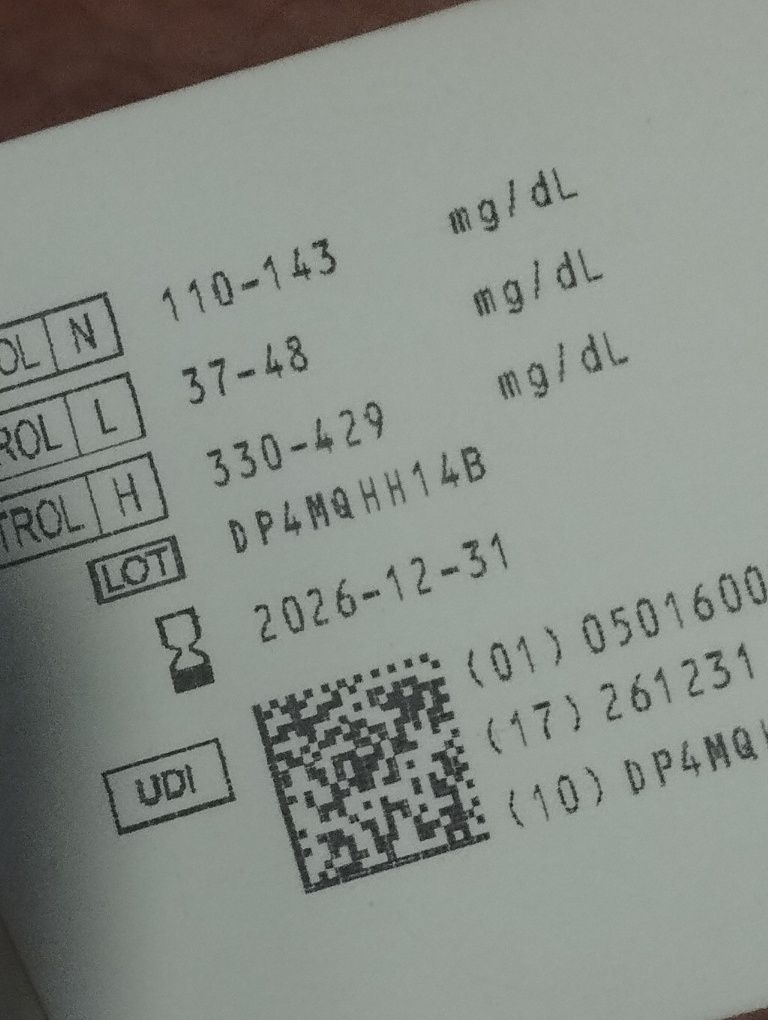 OL N 110-143 mg/dL
ROL L 37-48 mg/dL
TROL H 330-429 mg/dL
LOT DP4MQHH14B
2026-12-31
UDI
(01) 0501600
(17) 261231
(10) DP4MQ